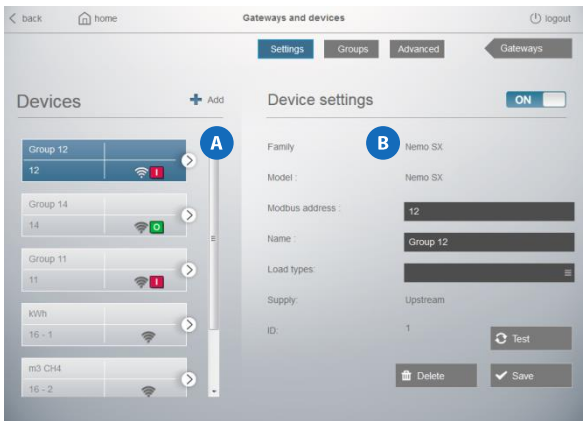 back home Gateways and devices logout
Settings Groups Advanced Gateways
Devices Add Device settings ON
A
B
Group 12
12 I
Group 14
14 O
Group 11
11 I
kWh
16 - 1
m3 CH4
16 - 2
Family Nemo SX
Model : Nemo SX
Modbus address : 12
Name : Group 12
Load types:
Supply: Upstream
ID: 1
Test
Delete Save